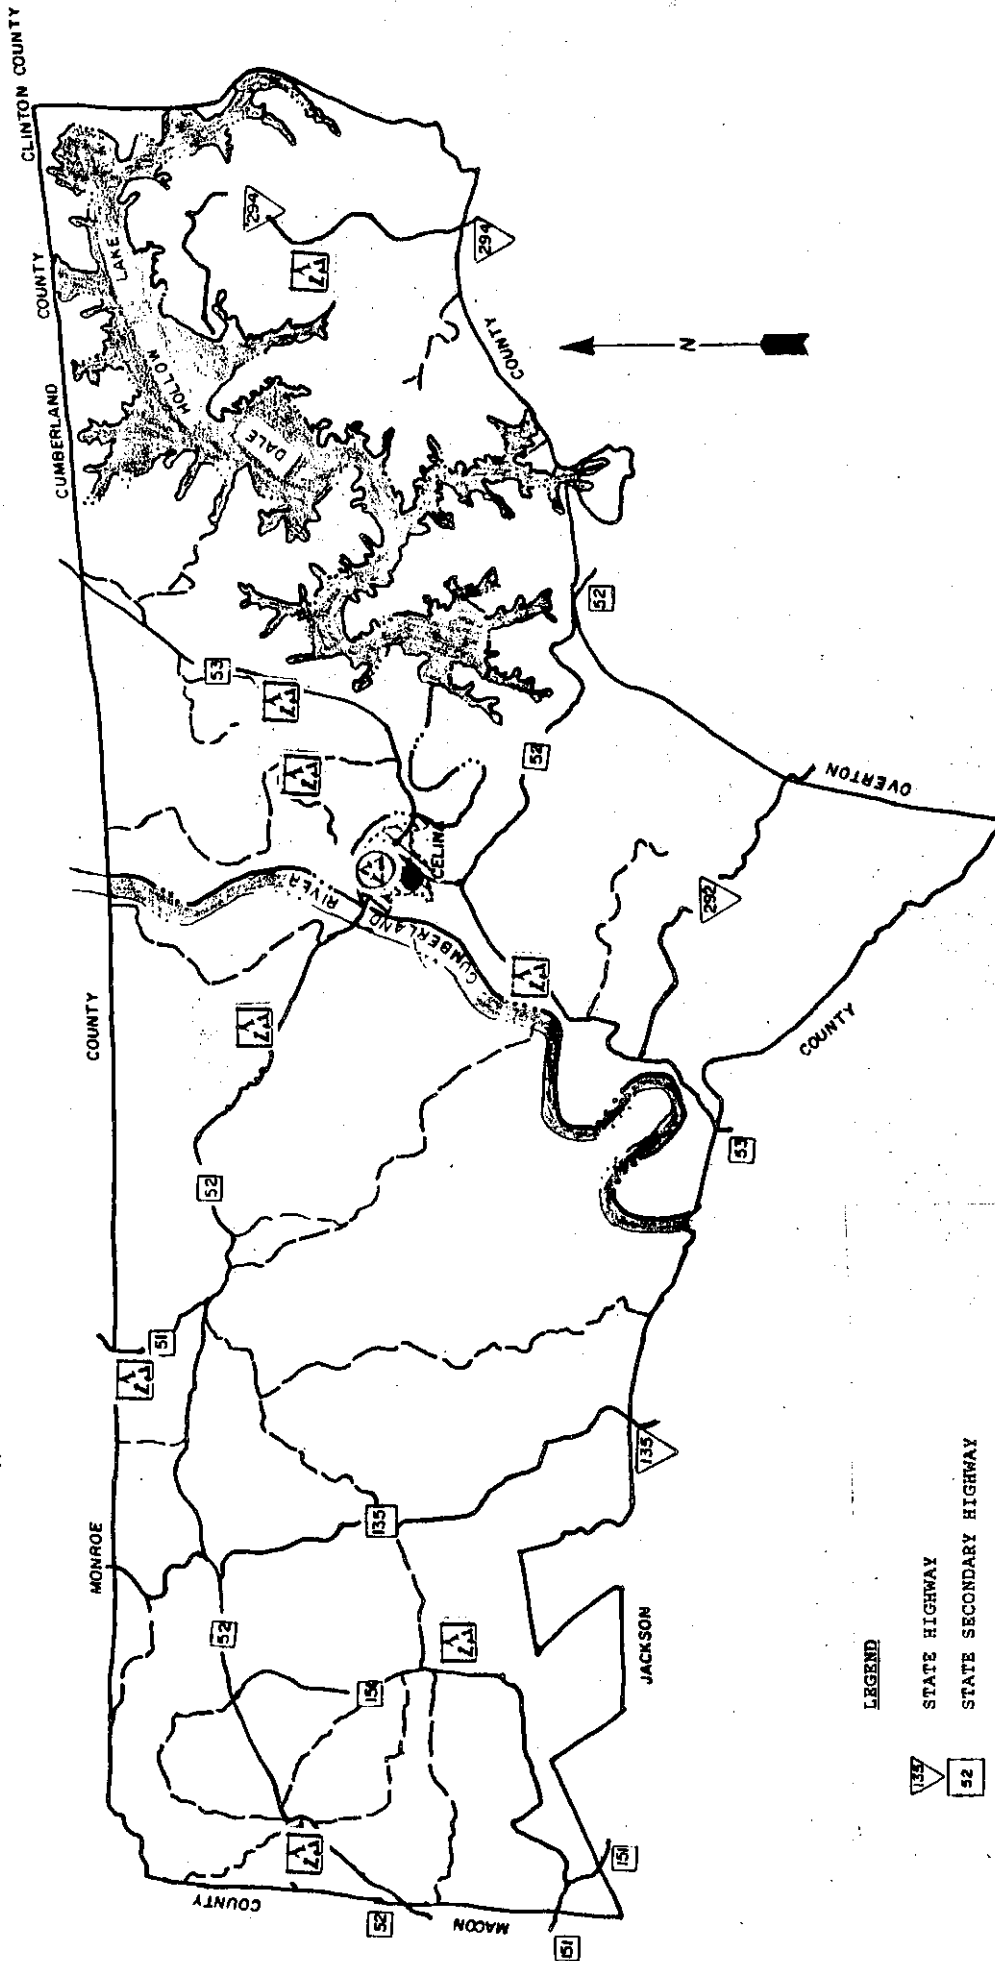 CLINTON COUNTY
MONROE
COUNTY
CUMBERLAND
COUNTY
LAKE
HOLLOW
DALE
294
294
COUNTY
N
53
52
52
CELINA
RIVER
CUMBERLAND
292
OVERTON
COUNTY
53
52
51
135
135
52
154
COUNTY
52
MACON
151
151
JACKSON
LEGEND
135 STATE HIGHWAY
52 STATE SECONDARY HIGHWAY